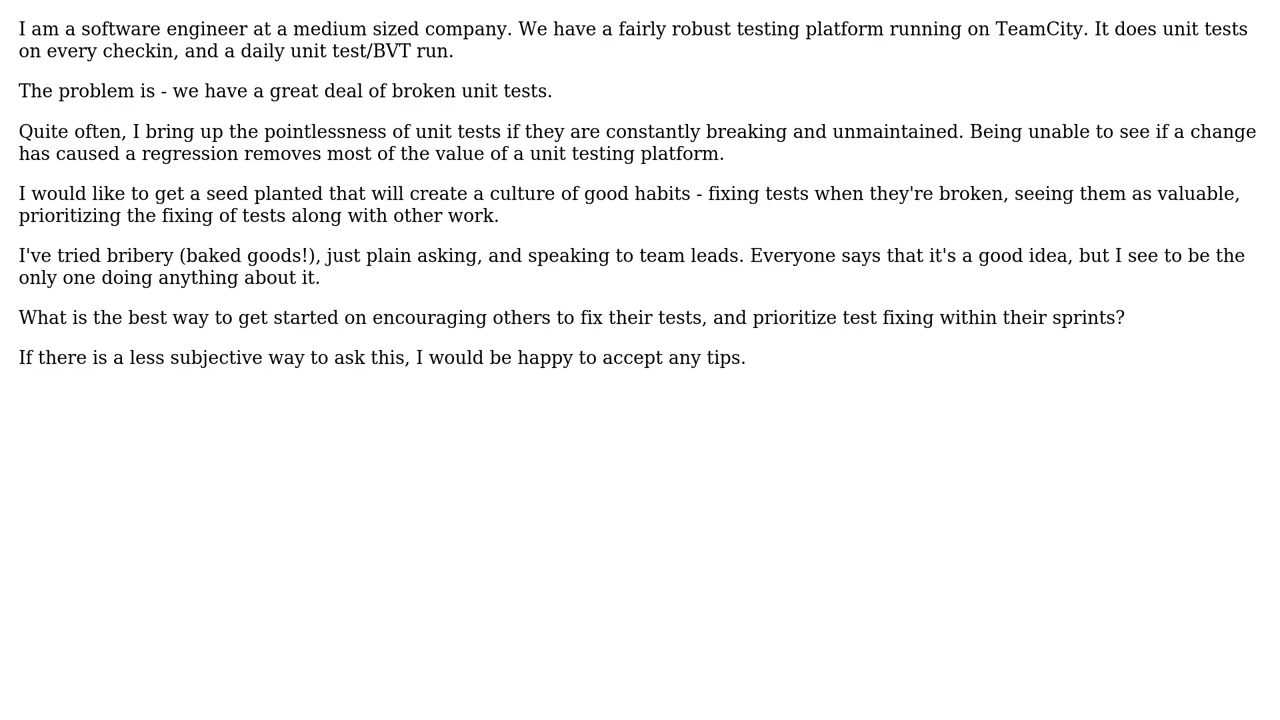 I am a software engineer at a medium sized company. We have a fairly robust testing platform running on TeamCity. It does unit tests
on every checkin, and a daily unit test/BVT run.
The problem is - we have a great deal of broken unit tests.
Quite often, I bring up the pointlessness of unit tests if they are constantly breaking and unmaintained. Being unable to see if a change
has caused a regression removes most of the value of a unit testing platform.
I would like to get a seed planted that will create a culture of good habits - fixing tests when they're broken, seeing them as valuable,
prioritizing the fixing of tests along with other work.
I've tried bribery (baked goods!), just plain asking, and speaking to team leads. Everyone says that it's a good idea, but I see to be the
only one doing anything about it.
What is the best way to get started on encouraging others to fix their tests, and prioritize test fixing within their sprints?
If there is a less subjective way to ask this, I would be happy to accept any tips.